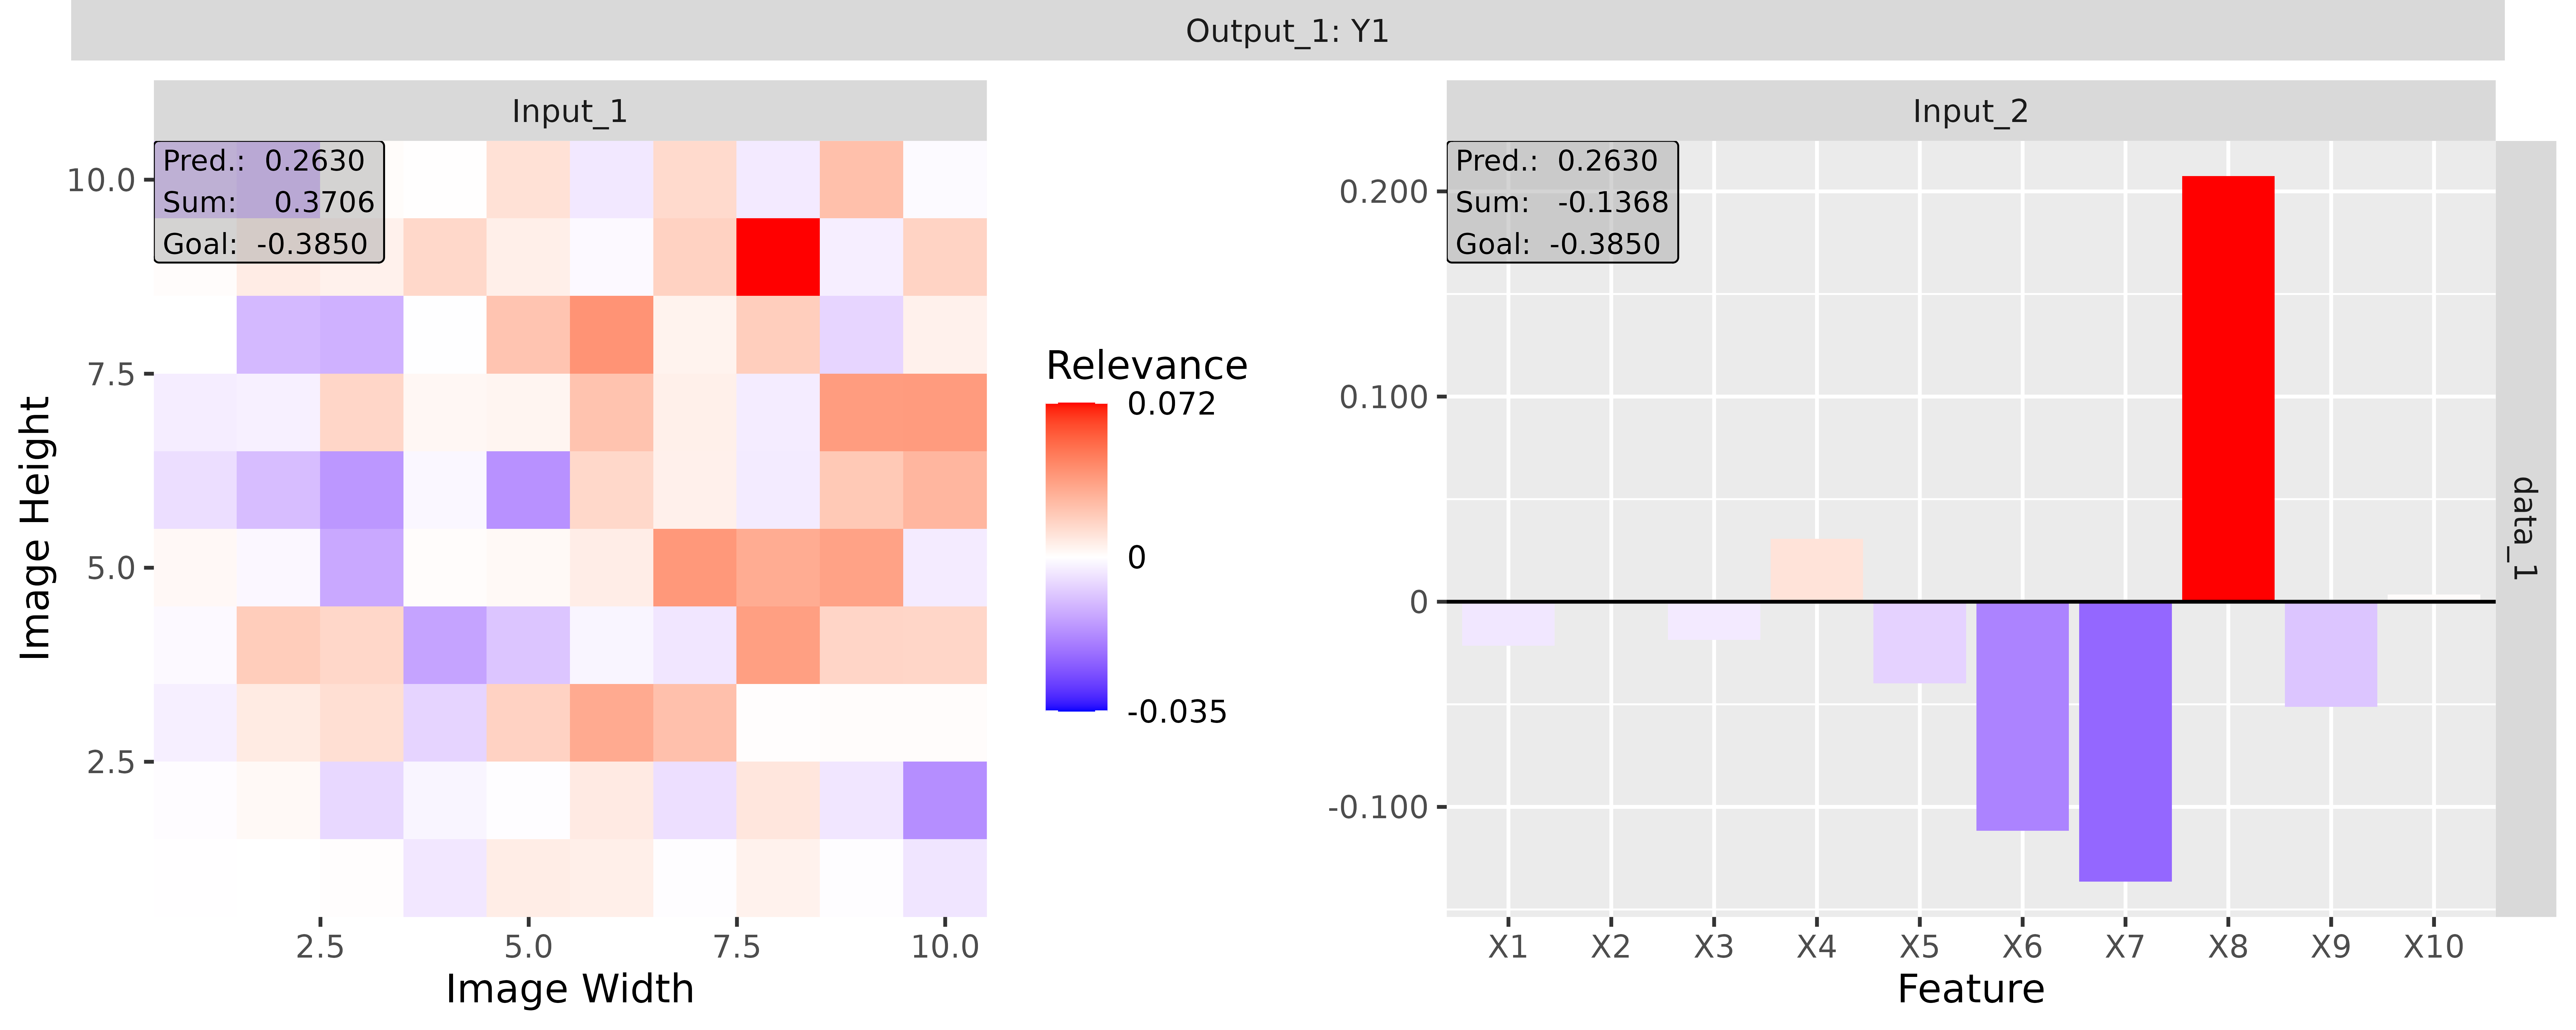 Output_1: Y1
Input_1
Pred.: 0.2630
Sum: 0.3706
Goal: -0.3850
10.0
7.5
5.0
2.5
Image Height
2.5 5.0 7.5 10.0
Image Width
Relevance
0.072
0
-0.035
Input_2
Pred.: 0.2630
Sum: -0.1368
Goal: -0.3850
0.200
0.100
0
-0.100
X1 X2 X3 X4 X5 X6 X7 X8 X9 X10
Feature
data_1